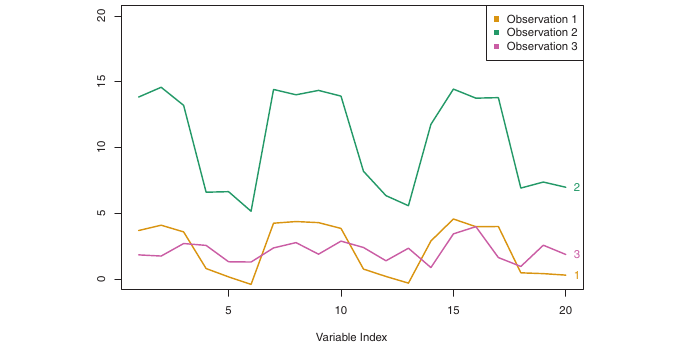 20
15
10
5
0
Observation 1
Observation 2
Observation 3
2
3
1
5 10 15 20
Variable Index